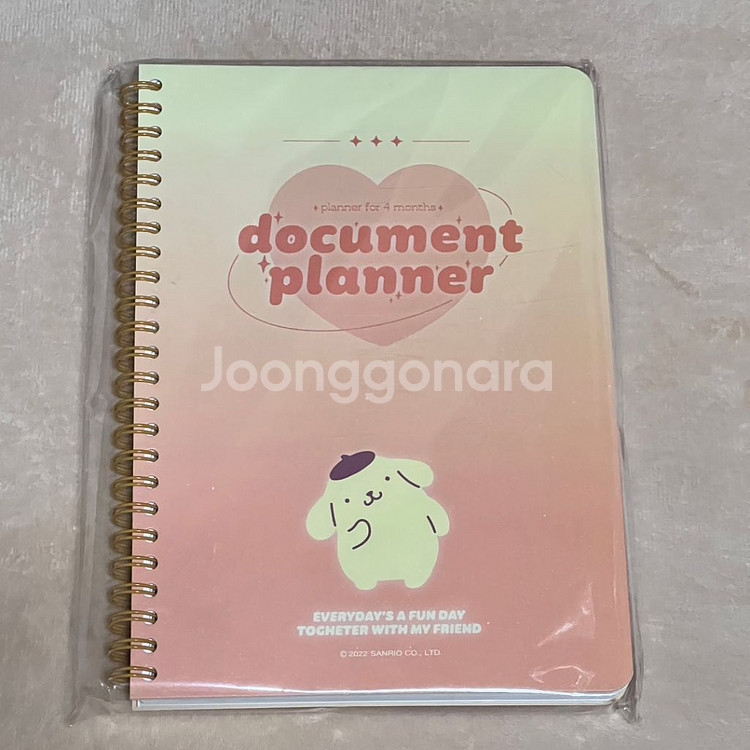 planner for 4 months
document
planner
Joonggonara
EVERYDAY'S A FUN DAY
TOGHETER WITH MY FRIEND
© 2022 SANRIO CO., LTD.